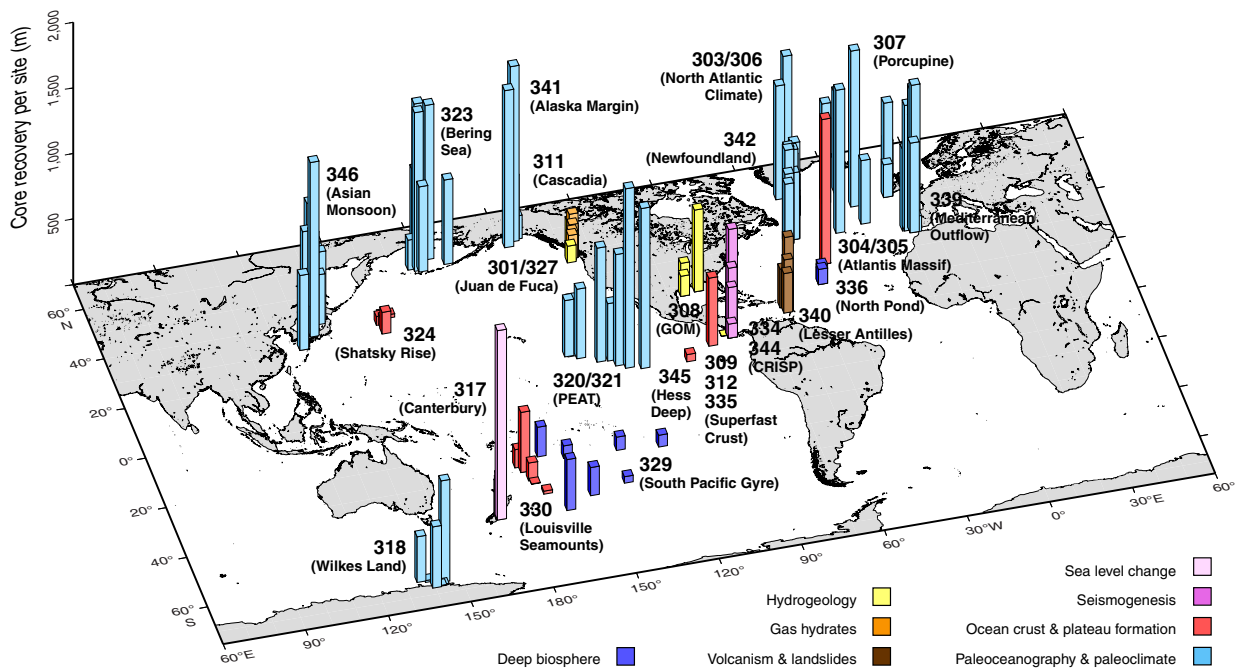 Core recovery per site (m)
2,000
1,500
1,000
500
307
(Porcupine)
303/306
(North Atlantic
Climate)
341
(Alaska Margin)
323
(Bering
Sea)
342
(Newfoundland)
311
(Cascadia)
346
(Asian
Monsoon)
339
(Mediterranean
Outflow)
304/305
(Atlantis Massif)
301/327
(Juan de Fuca)
336
(North Pond)
308
(GOM)
340
(Lesser Antilles)
324
(Shatsky Rise)
334
344
(CRISP)
309
312
335
(Superfast
Crust)
345
(Hess
Deep)
320/321
(PEAT)
317
(Canterbury)
329
(South Pacific Gyre)
330
(Louisville
Seamounts)
318
(Wilkes Land)
60°
N
40°
20°
0°
20°
40°
60°
S
60°E
90°
120°
150°
180°
150°
120°
90°
60°
30°W
0°
30°E
60°
Sea level change
Hydrogeology
Seismogenesis
Gas hydrates
Ocean crust & plateau formation
Deep biosphere
Volcanism & landslides
Paleoceanography & paleoclimate